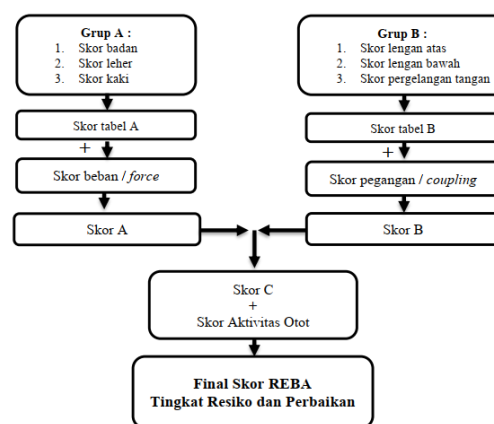 Grup A :
1. Skor badan
2. Skor leher
3. Skor kaki
Skor tabel A
+
Skor beban / force
Skor A
Grup B :
1. Skor lengan atas
2. Skor lengan bawah
3. Skor pergelangan tangan
Skor tabel B
+
Skor pegangan / coupling
Skor B
Skor C
+
Skor Aktivitas Otot
Final Skor REBA
Tingkat Resiko dan Perbaikan